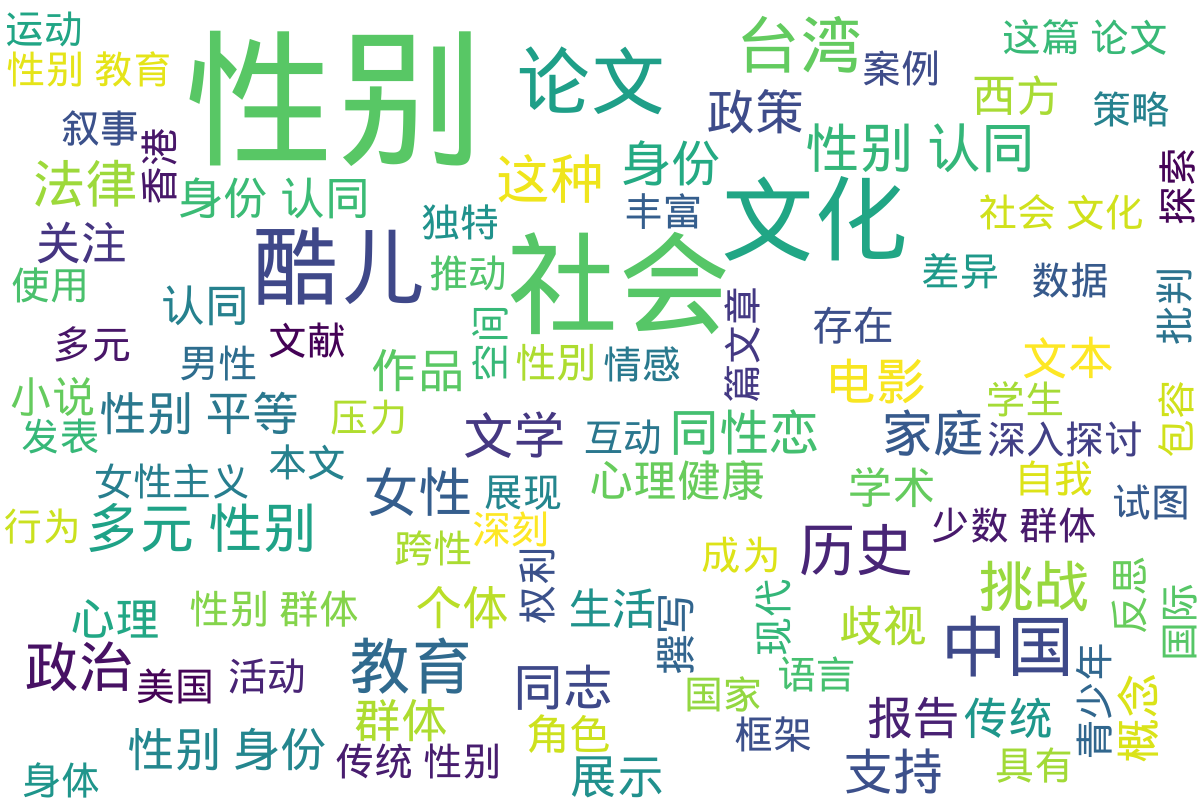 运动
性别 教育
性别
论文
台湾
案例
这篇 论文
西方
策略
政策
叙事
香港
法律
身份 认同
这种
身份
性别 认同
探索
关注
酷儿
独特
丰富
文化
社会 文化
使用
推动
社会
差异
数据
批判
认同
多元
文献
空间
篇文章
存在
男性
作品
性別
情感
电影
文本
小说
发表
性别 平等
压力
文学
互动
同性恋
家庭
学生
深入探讨
包容
女性主义
本文
女性
展现
心理健康
学术
自我
试图
行为
多元 性别
跨性
深刻
权利
成为
历史
少数 群体
反思
国际
心理
性别 群体
个体
生活
撰写
现代
歧视
挑战
中国
政治
美国
活动
教育
同志
国家
语言
青少年
概念
群体
角色
框架
报告
传统
身体
性别 身份
传统 性别
展示
支持
具有